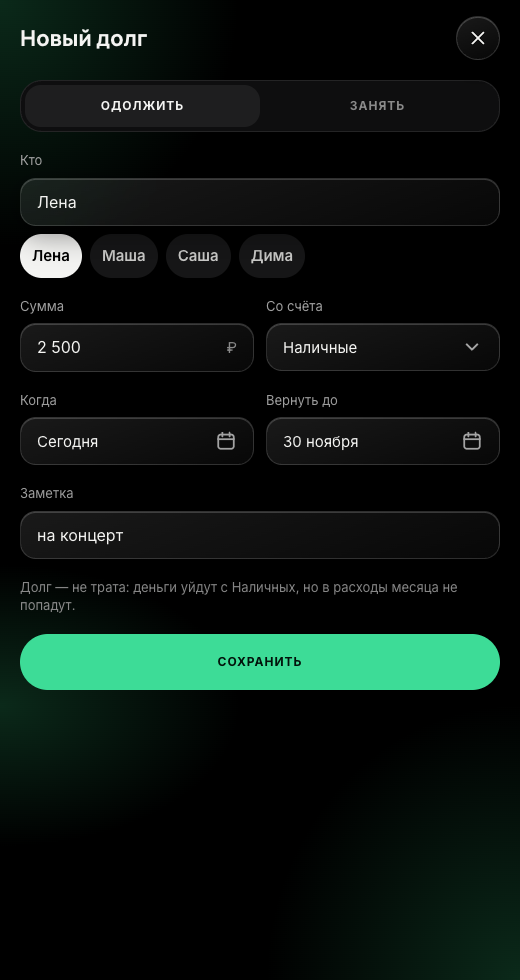 Новый долг
ОДОЛЖИТЬ
ЗАНЯТЬ
Кто
Лена
Лена Маша Саша Дима
Сумма
Со счёта
2 500 ₽
Наличные
Когда
Вернуть до
Сегодня
30 ноября
Заметка
на концерт
Долг — не трата: деньги уйдут с Наличных, но в расходы месяца не
попадут.
СОХРАНИТЬ